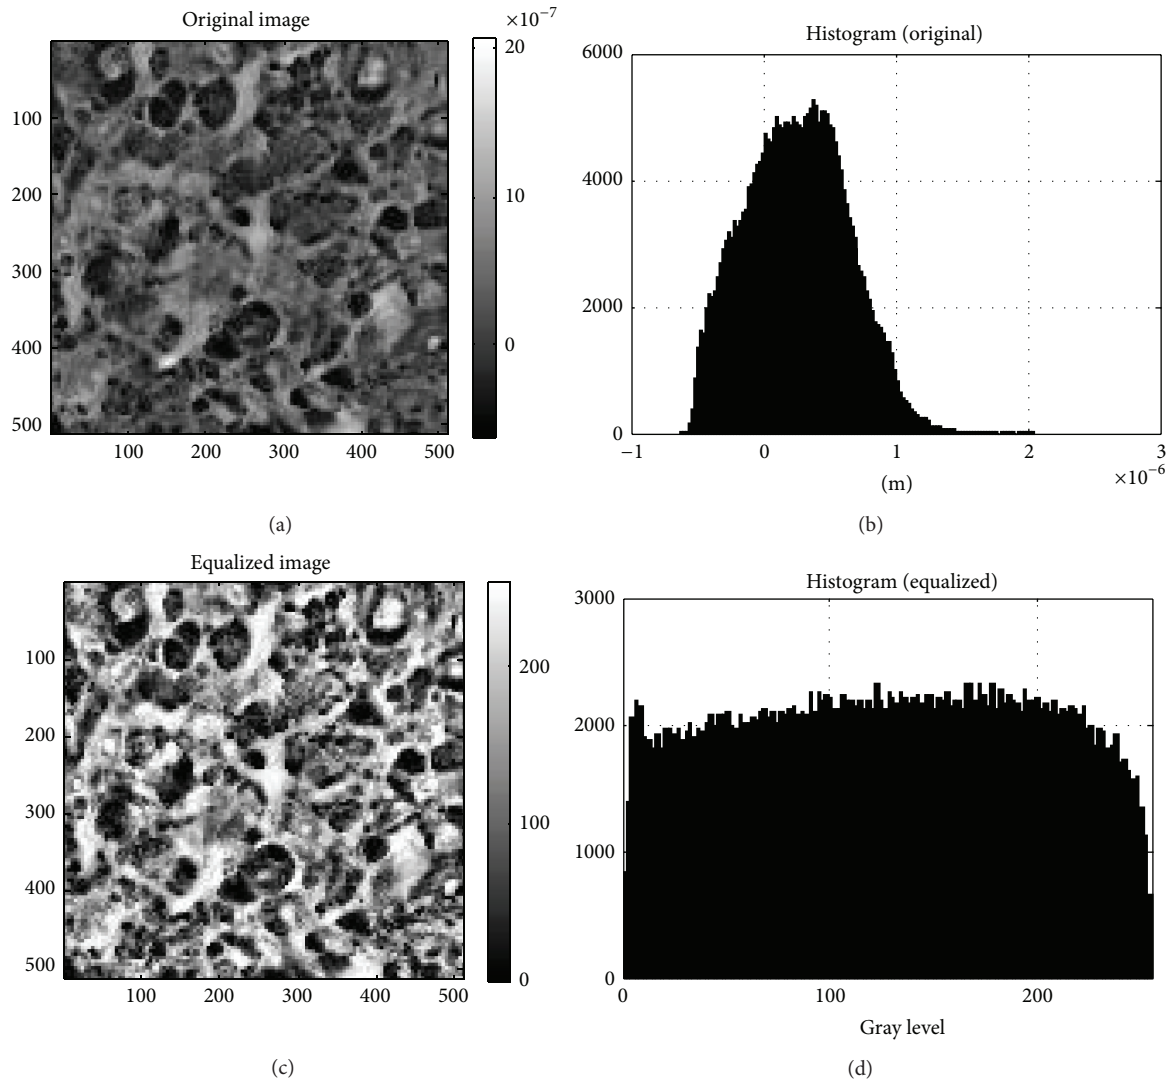 Original image
×10−7
20
10
0
100
200
300
400
500
100 200 300 400 500
(a)
Histogram (original)
6000
4000
2000
0
−1 0 1 2 3
×10−6
(m)
(b)
Equalized image
200
100
0
100
200
300
400
500
100 200 300 400 500
(c)
Histogram (equalized)
3000
2000
1000
0
0 100 200
Gray level
(d)